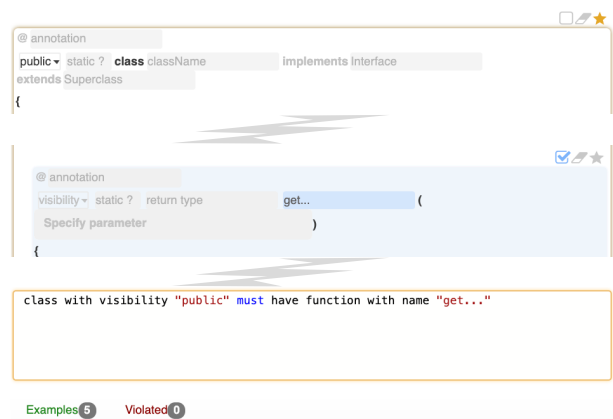 @ annotation
public static ? class className implements Interface
extends Superclass
{
@ annotation
visibility static ? return type get... (
Specify parameter )
{
class with visibility "public" must have function with name "get..."
Examples 5 Violated 0